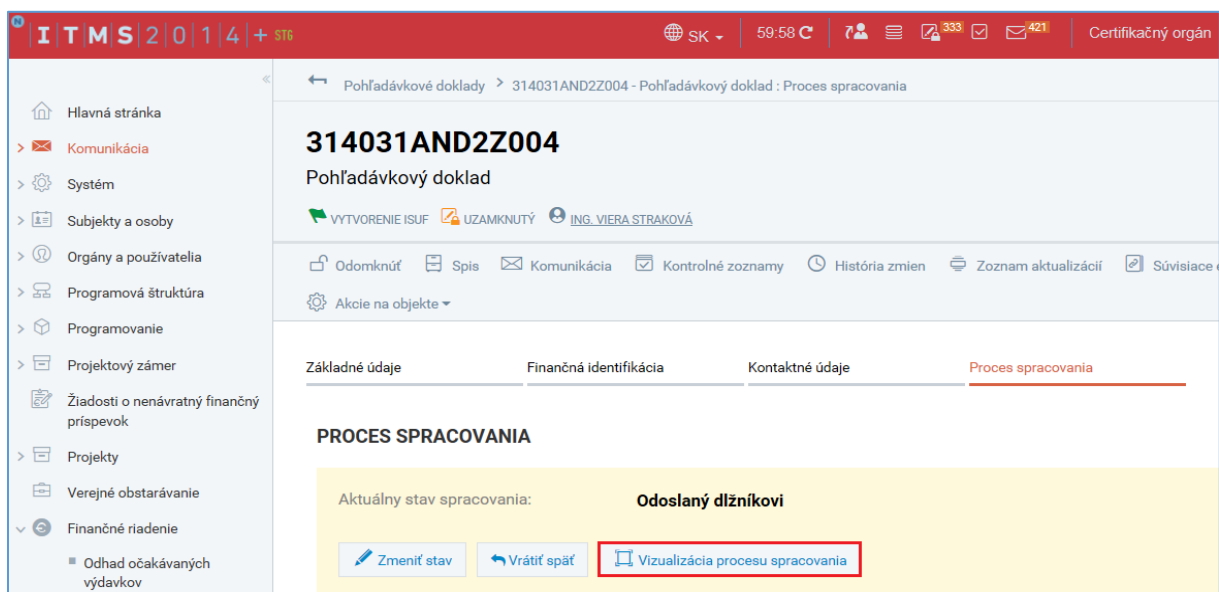 N
|I|T|M|S|2|0|1|4|+ STG
SK
59:58
333
421
Certifikačný orgán
Pohľadávkové doklady > 314031AND2Z004 - Pohľadávkový doklad : Proces spracovania
Hlavná stránka
Komunikácia
Systém
Subjekty a osoby
Orgány a používatelia
Programová štruktúra
Programovanie
Projektový zámer
Žiadosti o nenávratný finančný
príspevok
Projekty
Verejné obstarávanie
Finančné riadenie
Odhad očakávaných
výdavkov
314031AND2Z004
Pohľadávkový doklad
VYTVORENIE ISUF UZAMKNUTÝ ING. VIERA STRAKOVÁ
Odomknúť Spis Komunikácia Kontrolné zoznamy História zmien Zoznam aktualizácií Súvisiace
Akcie na objekte
Základné údaje Finančná identifikácia Kontaktné údaje Proces spracovania
PROCES SPRACOVANIA
Aktuálny stav spracovania: Odoslaný dlžníkovi
Zmeniť stav Vrátiť späť Vizualizácia procesu spracovania